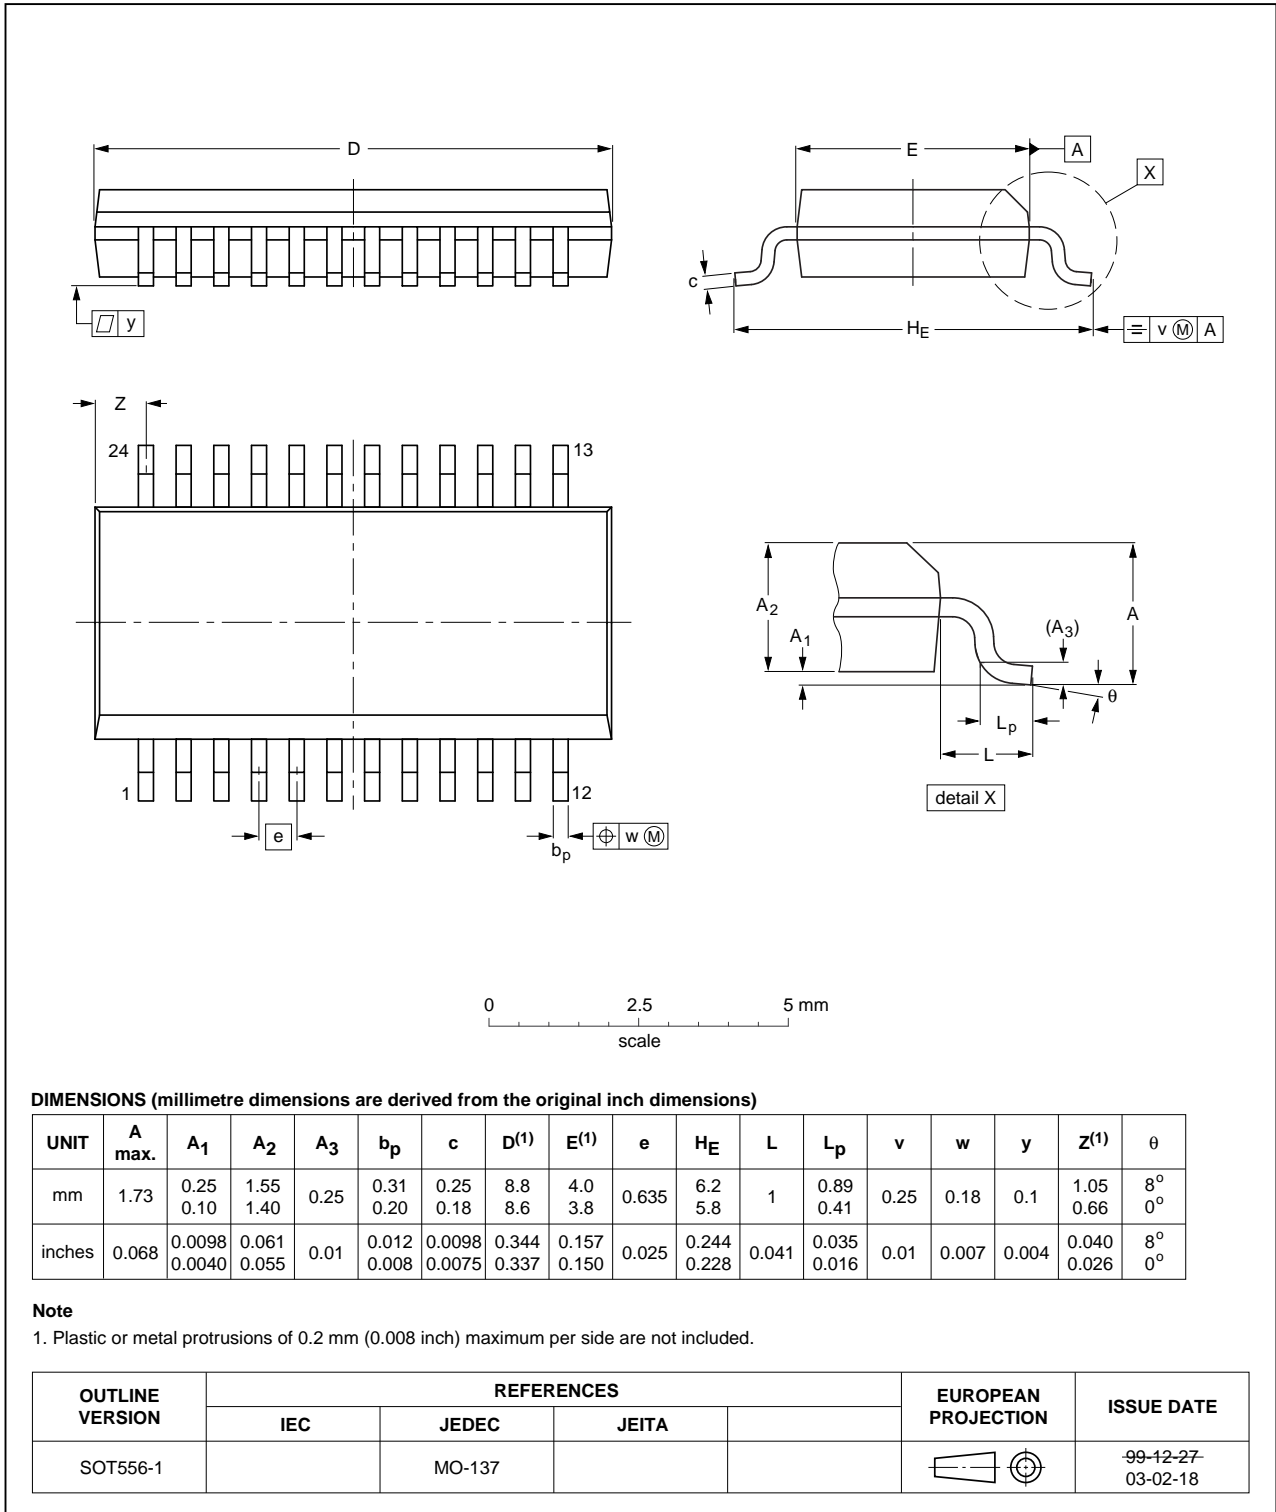 D
E
A
X
c
y
HE
v M A
Z
24
13
1
12
e
bp
w M
A2
A1
(A3)
A
θ
Lp
L
detail X
0 2.5 5 mm
scale
DIMENSIONS (millimetre dimensions are derived from the original inch dimensions)
UNIT A max. A1 A2 A3 bp c D(1) E(1) e HE L Lp v w y Z(1) θ
mm 1.73 0.25 0.10 1.55 1.40 0.25 0.31 0.20 0.25 0.18 8.8 8.6 4.0 3.8 0.635 6.2 5.8 1 0.89 0.41 0.25 0.18 0.1 1.05 0.66 8° 0°
inches 0.068 0.0098 0.0040 0.061 0.055 0.01 0.012 0.008 0.0098 0.0075 0.344 0.337 0.157 0.150 0.025 0.244 0.228 0.041 0.035 0.016 0.01 0.007 0.004 0.040 0.026 8° 0°
Note
1. Plastic or metal protrusions of 0.2 mm (0.008 inch) maximum per side are not included.
OUTLINE VERSION REFERENCES EUROPEAN PROJECTION ISSUE DATE
IEC JEDEC JEITA
SOT556-1 MO-137 99-12-27
03-02-18